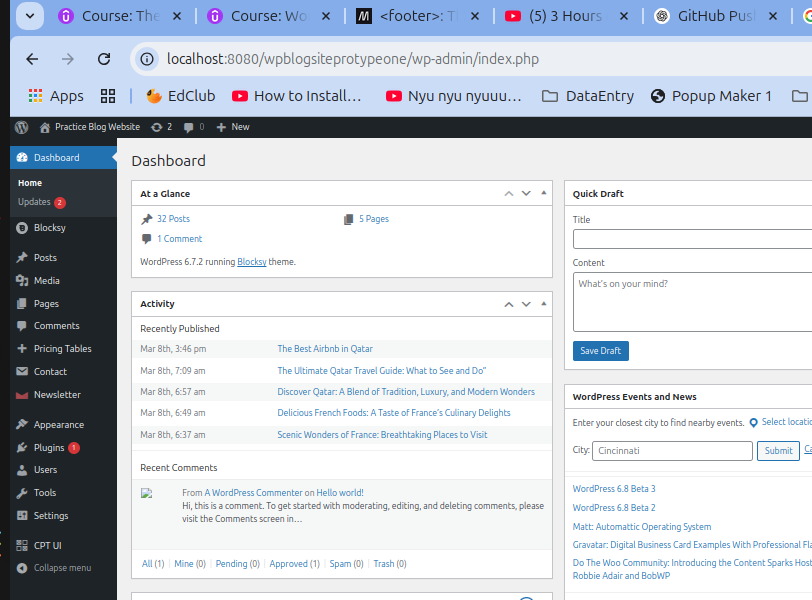 Course: The
Course: Wo
<footer>: T
(5) 3 Hours
GitHub Pus
localhost:8080/wpblogsiteprotypeone/wp-admin/index.php
Apps
EdClub
How to Install…
Nyu nyu nyuuu…
DataEntry
Popup Maker 1
Practice Blog Website
2
0
New
Dashboard
Home
Updates 2
Blocksy
Posts
Media
Pages
Comments
Pricing Tables
Contact
Newsletter
Appearance
Plugins 1
Users
Tools
Settings
CPT UI
Collapse menu
Dashboard
At a Glance
32 Posts
5 Pages
1 Comment
WordPress 6.7.2 running Blocksy theme.
Activity
Recently Published
Mar 8th, 3:46 pm The Best Airbnb in Qatar
Mar 8th, 7:09 am The Ultimate Qatar Travel Guide: What to See and Do"
Mar 8th, 6:57 am Discover Qatar: A Blend of Tradition, Luxury, and Modern Wonders
Mar 8th, 6:49 am Delicious French Foods: A Taste of France's Culinary Delights
Mar 8th, 6:37 am Scenic Wonders of France: Breathtaking Places to Visit
Recent Comments
From A WordPress Commenter on Hello world!
Hi, this is a comment. To get started with moderating, editing, and deleting comments, please
visit the Comments screen in…
All (1) | Mine (0) | Pending (0) | Approved (1) | Spam (0) | Trash (0)
Quick Draft
Title
Content
What's on your mind?
Save Draft
WordPress Events and News
Enter your closest city to find nearby events. Select locatio
City: Cincinnati Submit Ca
WordPress 6.8 Beta 3
WordPress 6.8 Beta 2
Matt: Automattic Operating System
Gravatar: Digital Business Card Examples With Professional Fla
Do The Woo Community: Introducing the Content Sparks Host
Robbie Adair and BobWP